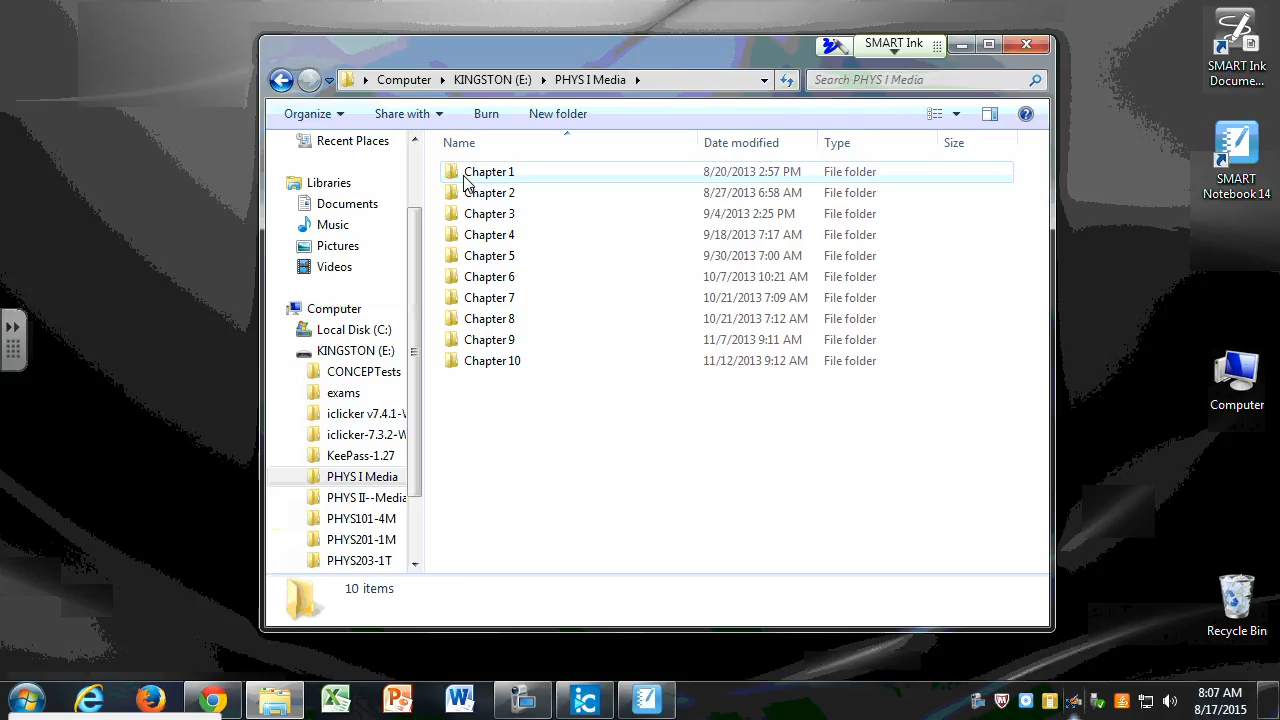 SMART Ink
Computer
KINGSTON (E:)
PHYS I Media
Search PHYS I Media
Organize
Share with
Burn
New folder
Recent Places
Libraries
Documents
Music
Pictures
Videos
Computer
Local Disk (C:)
KINGSTON (E:)
CONCEPTests
exams
iclicker v7.4.1-W
iclicker-7.3.2-W
KeePass-1.27
PHYS I Media
PHYS II--Media
PHYS101-4M
PHYS201-1M
PHYS203-1T
Name Date modified Type Size
Chapter 1 8/20/2013 2:57 PM File folder
Chapter 2 8/27/2013 6:58 AM File folder
Chapter 3 9/4/2013 2:25 PM File folder
Chapter 4 9/18/2013 7:17 AM File folder
Chapter 5 9/30/2013 7:00 AM File folder
Chapter 6 10/7/2013 10:21 AM File folder
Chapter 7 10/21/2013 7:09 AM File folder
Chapter 8 10/21/2013 7:12 AM File folder
Chapter 9 11/7/2013 9:11 AM File folder
Chapter 10 11/12/2013 9:12 AM File folder
10 items
SMART Ink
Docume...
SMART
Notebook 14
Computer
Recycle Bin
8:07 AM
8/17/2015